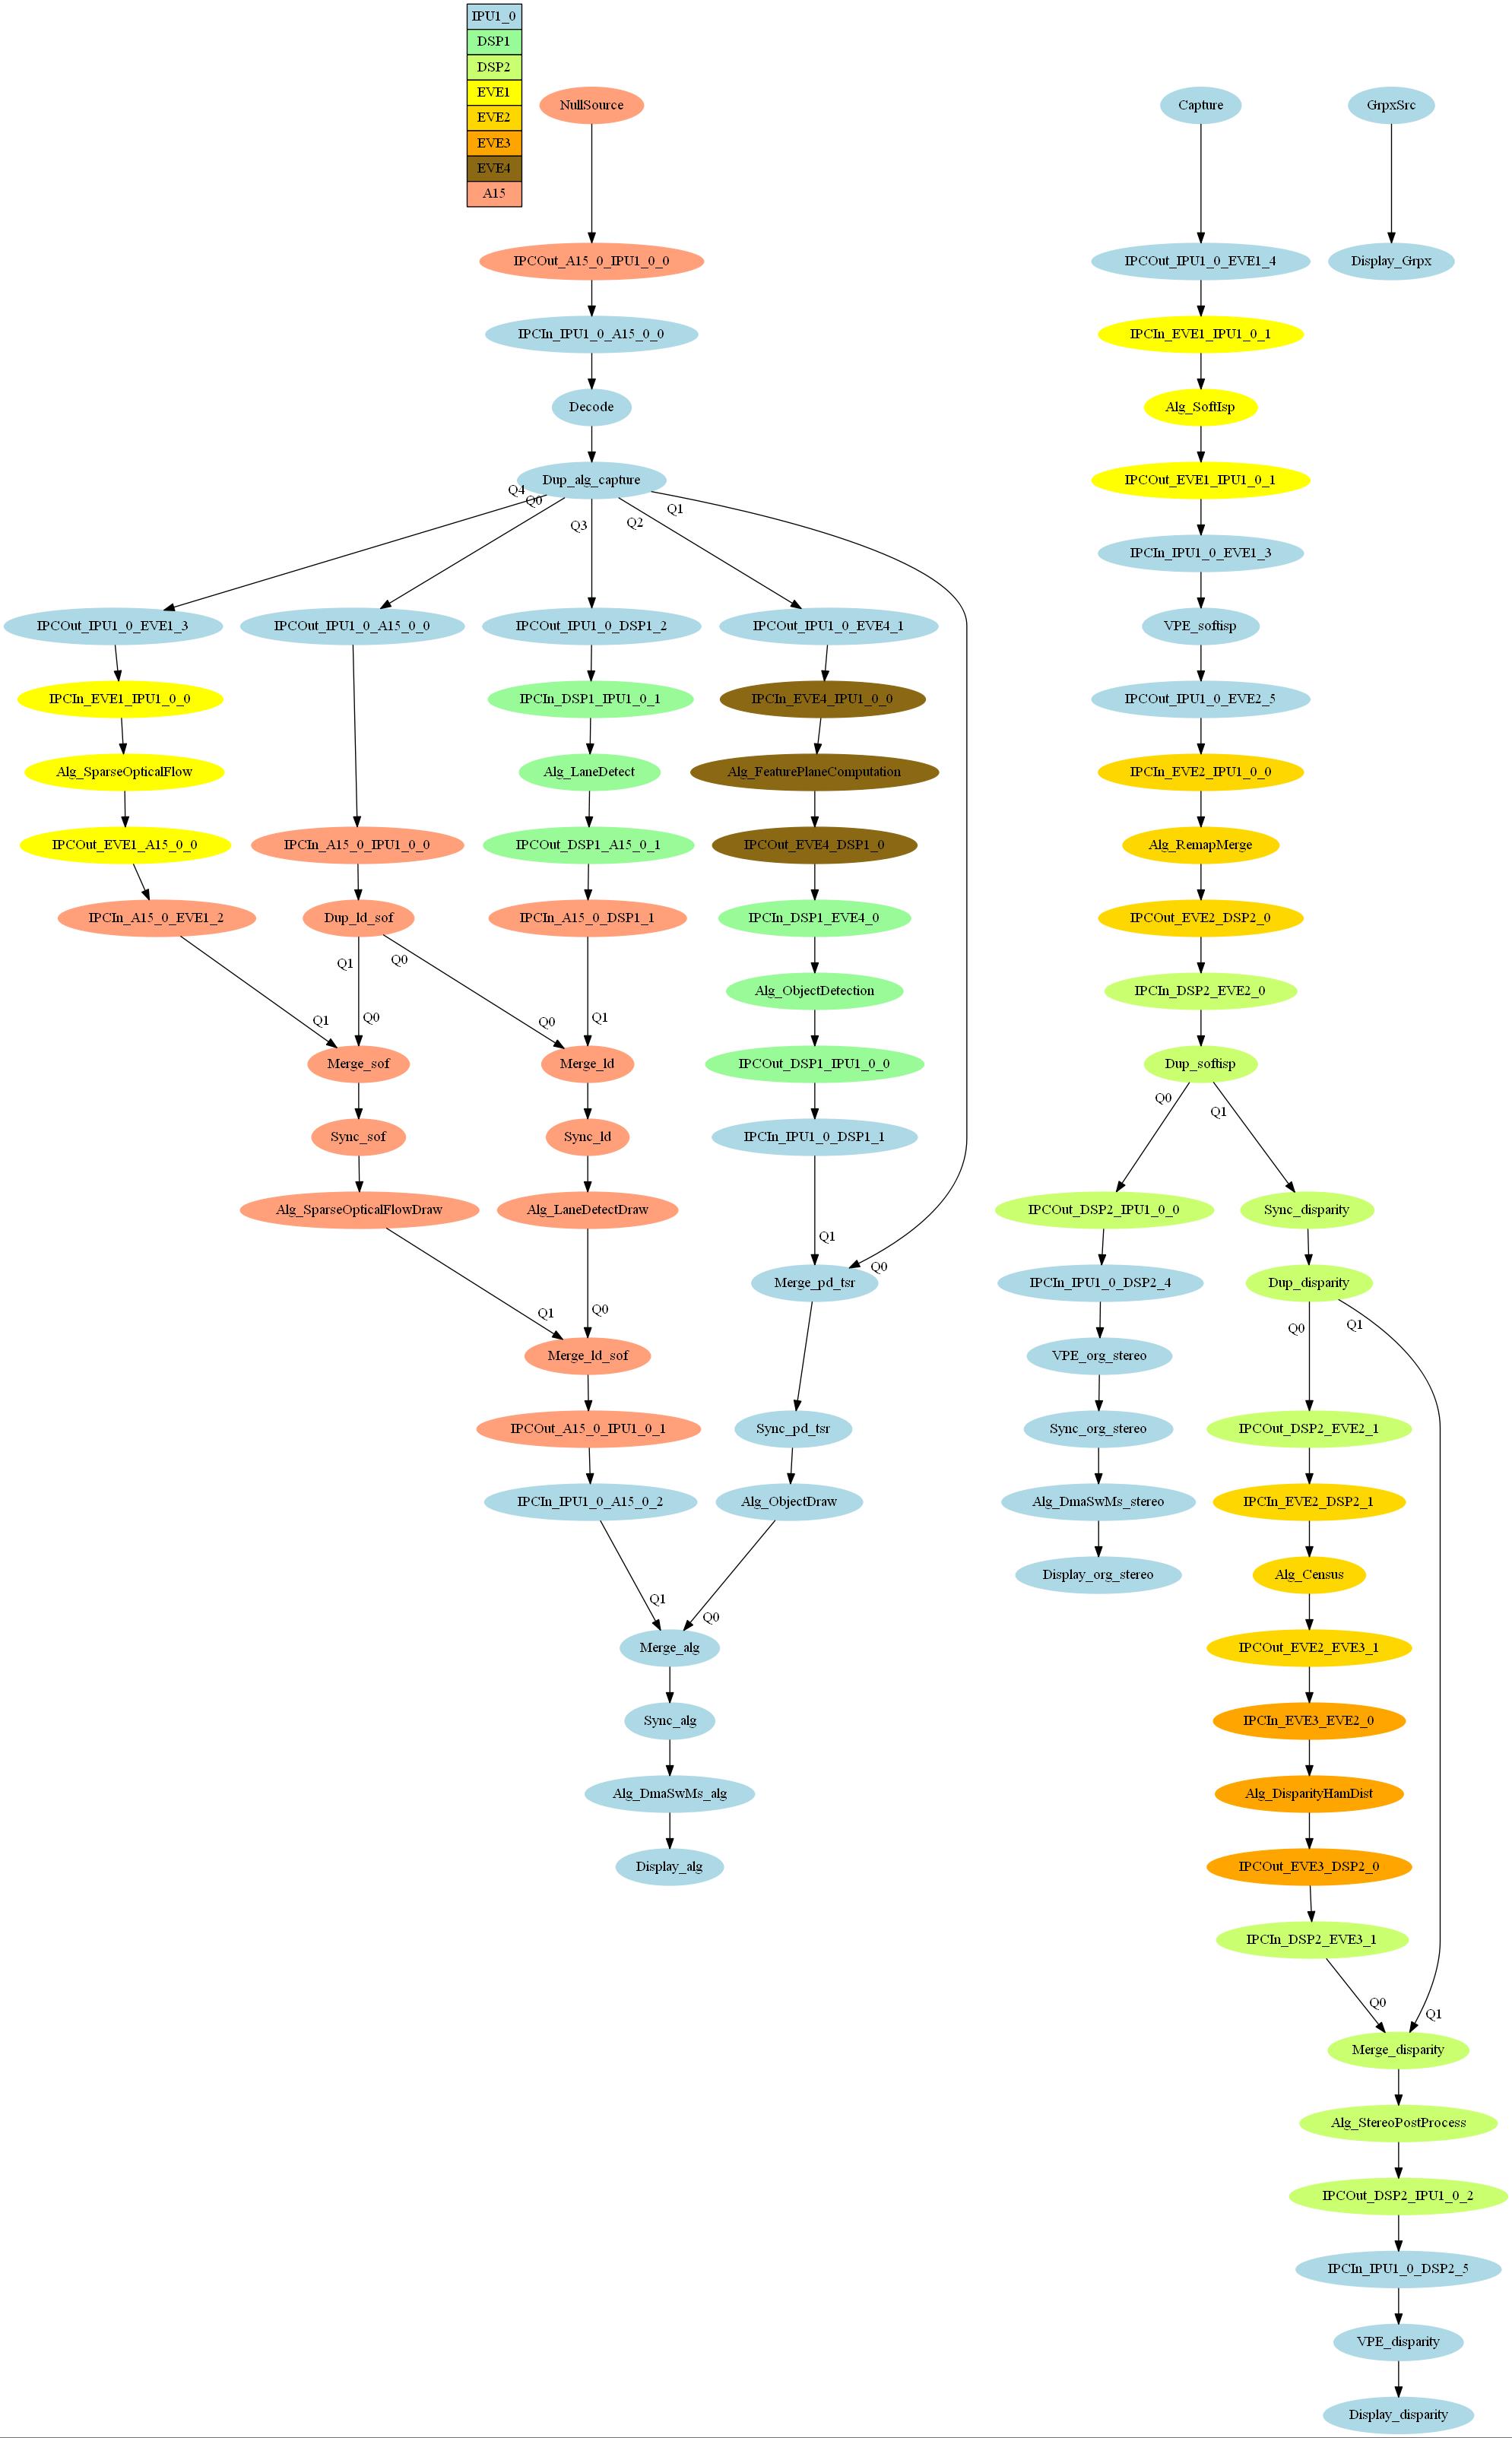 IPU1_0
DSP1
DSP2
EVE1
EVE2
EVE3
EVE4
A15
NullSource
Capture
GrpxSrc
IPCOut_A15_0_IPU1_0_0
IPCOut_IPU1_0_EVE1_4
Display_Grpx
IPCIn_IPU1_0_A15_0_0
IPCIn_EVE1_IPU1_0_1
Decode
Alg_SoftIsp
Dup_alg_capture
IPCOut_EVE1_IPU1_0_1
Q4
Q0
Q3
Q2
Q1
IPCIn_IPU1_0_EVE1_3
IPCOut_IPU1_0_EVE1_3
IPCOut_IPU1_0_A15_0_0
IPCOut_IPU1_0_DSP1_2
IPCOut_IPU1_0_EVE4_1
VPE_softisp
IPCIn_EVE1_IPU1_0_0
IPCIn_DSP1_IPU1_0_1
IPCIn_EVE4_IPU1_0_0
IPCOut_IPU1_0_EVE2_5
Alg_SparseOpticalFlow
Alg_LaneDetect
Alg_FeaturePlaneComputation
IPCIn_EVE2_IPU1_0_0
IPCOut_EVE1_A15_0_0
IPCIn_A15_0_IPU1_0_0
IPCOut_DSP1_A15_0_1
IPCOut_EVE4_DSP1_0
Alg_RemapMerge
IPCIn_A15_0_EVE1_2
Dup_ld_sof
IPCIn_A15_0_DSP1_1
IPCIn_DSP1_EVE4_0
IPCOut_EVE2_DSP2_0
Q1
Q0
Alg_ObjectDetection
IPCIn_DSP2_EVE2_0
Q1
Q0
Q0
Q1
Merge_sof
Merge_ld
IPCOut_DSP1_IPU1_0_0
Dup_softisp
Q0
Q1
Sync_sof
Sync_ld
IPCIn_IPU1_0_DSP1_1
Alg_SparseOpticalFlowDraw
Alg_LaneDetectDraw
IPCOut_DSP2_IPU1_0_0
Sync_disparity
Q1
Q0
Merge_pd_tsr
IPCIn_IPU1_0_DSP2_4
Dup_disparity
Q1
Q0
Q0
Q1
Merge_ld_sof
VPE_org_stereo
IPCOut_A15_0_IPU1_0_1
Sync_pd_tsr
Sync_org_stereo
IPCOut_DSP2_EVE2_1
IPCIn_IPU1_0_A15_0_2
Alg_ObjectDraw
Alg_DmaSwMs_stereo
IPCIn_EVE2_DSP2_1
Display_org_stereo
Alg_Census
Q1
Q0
Merge_alg
IPCOut_EVE2_EVE3_1
Sync_alg
IPCIn_EVE3_EVE2_0
Alg_DmaSwMs_alg
Alg_DisparityHamDist
Display_alg
IPCOut_EVE3_DSP2_0
IPCIn_DSP2_EVE3_1
Q0
Q1
Merge_disparity
Alg_StereoPostProcess
IPCOut_DSP2_IPU1_0_2
IPCIn_IPU1_0_DSP2_5
VPE_disparity
Display_disparity